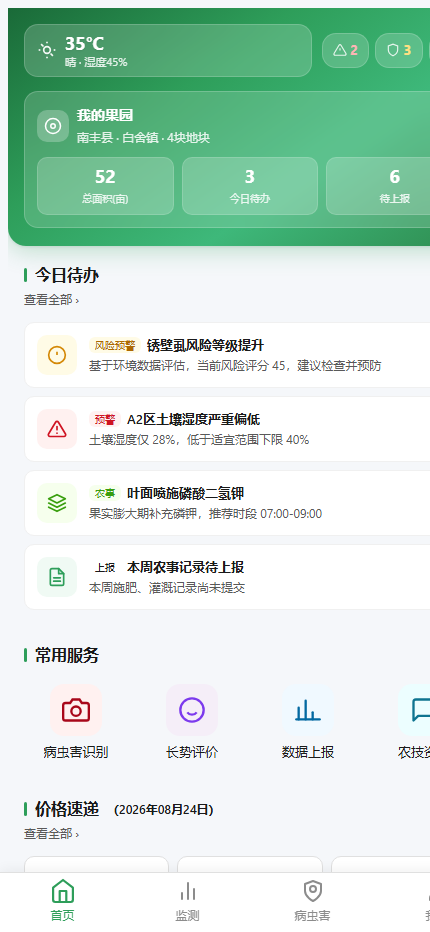 35℃
晴 · 湿度45%
2
3
我的果园
南丰县 · 白舍镇 · 4块地块
52
总面积(亩)
3
今日待办
6
待上报
今日待办
查看全部 ›
风险预警 锈壁虱风险等级提升
基于环境数据评估，当前风险评分 45，建议检查并预防
预警 A2区土壤湿度严重偏低
土壤湿度仅 28%，低于适宜范围下限 40%
农事 叶面喷施磷酸二氢钾
果实膨大期补充磷钾，推荐时段 07:00-09:00
上报 本周农事记录待上报
本周施肥、灌溉记录尚未提交
常用服务
病虫害识别
长势评价
数据上报
农技
价格速递 (2026年08月24日)
查看全部 ›
首页
监测
病虫害